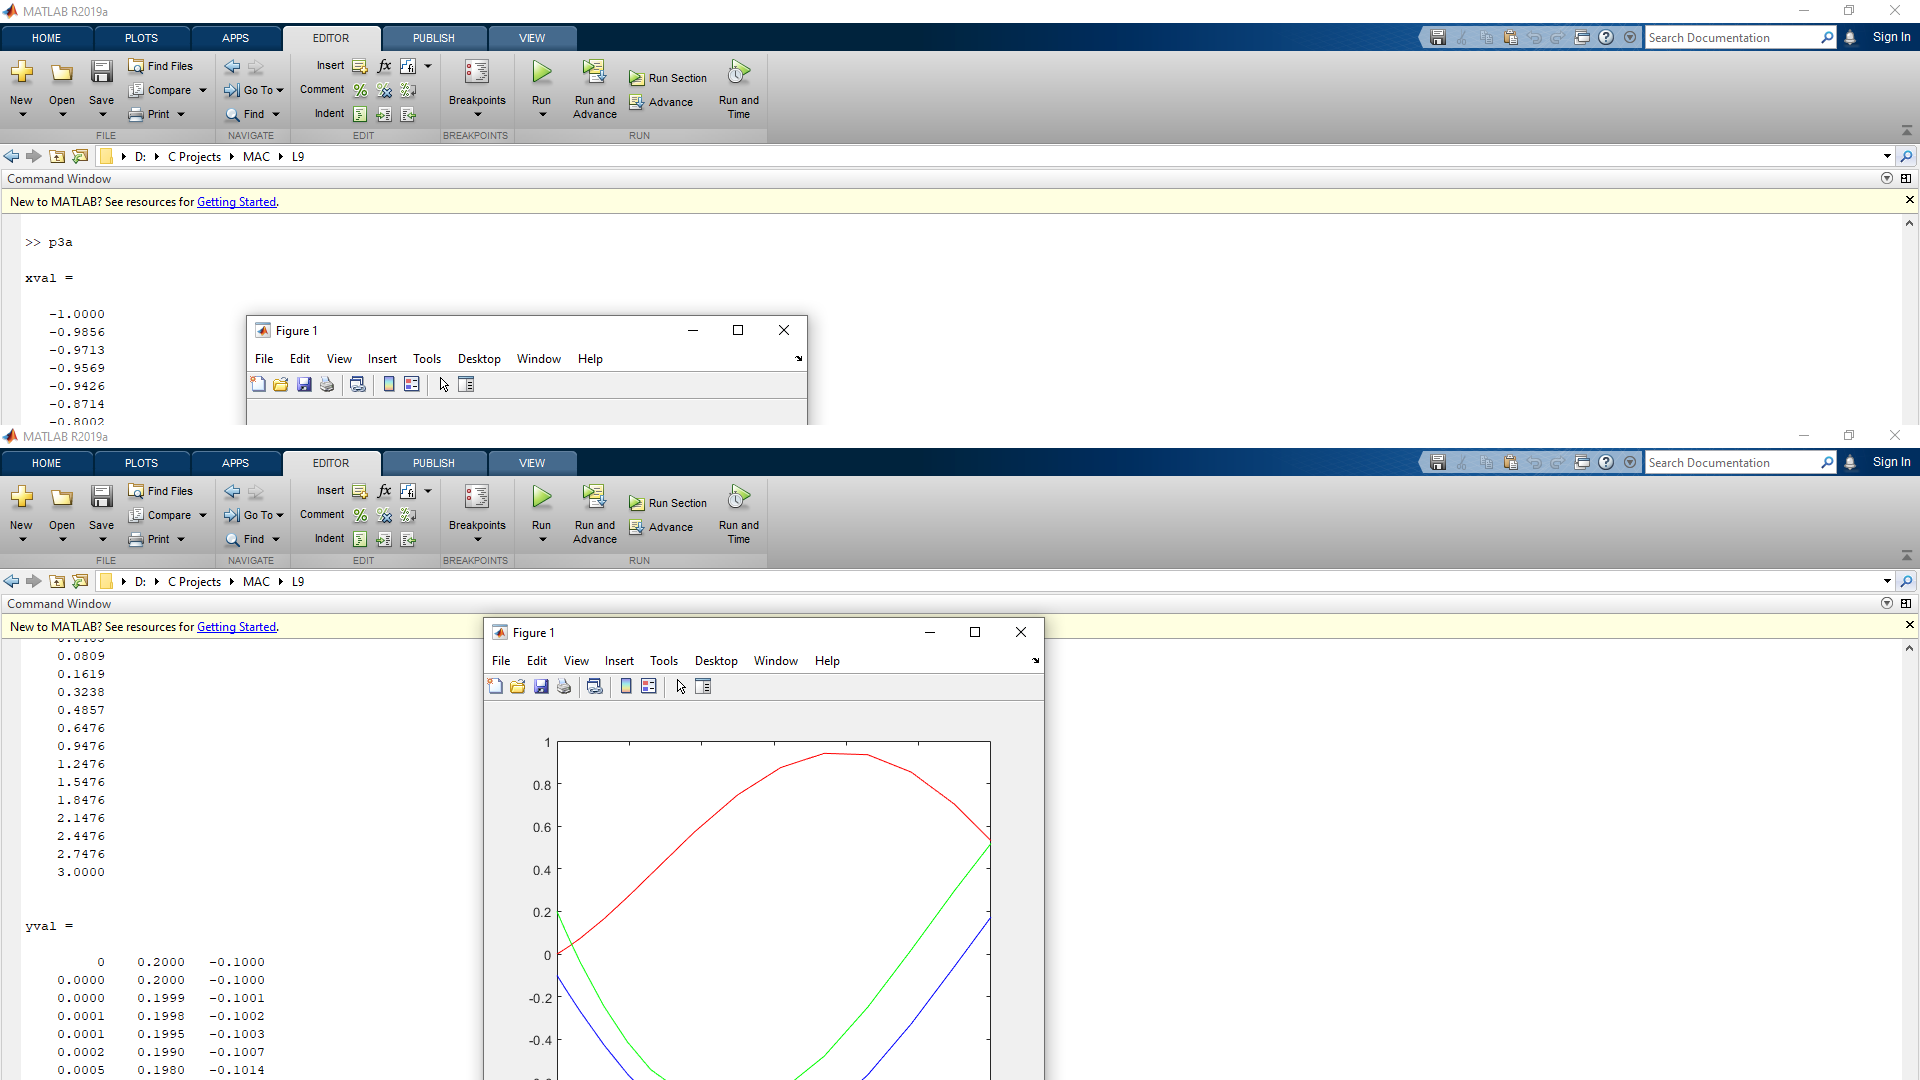 MATLAB R2019a
HOME PLOTS APPS EDITOR PUBLISH VIEW Search Documentation Sign In
New Open Save Find Files Compare Print
Go To Find
Insert fx Comment Indent
Breakpoints
Run Run and Advance Run Section Advance Run and Time
FILE NAVIGATE EDIT BREAKPOINTS RUN
D: C Projects MAC L9
Command Window
New to MATLAB? See resources for Getting Started.
>> p3a
xval =
-1.0000
-0.9856
-0.9713
-0.9569
-0.9426
-0.8714
-0.8002
Figure 1
File Edit View Insert Tools Desktop Window Help
MATLAB R2019a
HOME PLOTS APPS EDITOR PUBLISH VIEW Search Documentation Sign In
New Open Save Find Files Compare Print
Go To Find
Insert fx Comment Indent
Breakpoints
Run Run and Advance Run Section Advance Run and Time
FILE NAVIGATE EDIT BREAKPOINTS RUN
D: C Projects MAC L9
Command Window
New to MATLAB? See resources for Getting Started.
0.0809
0.1619
0.3238
0.4857
0.6476
0.9476
1.2476
1.5476
1.8476
2.1476
2.4476
2.7476
3.0000
yval =
0 0.2000 -0.1000
0.0000 0.2000 -0.1000
0.0000 0.1999 -0.1001
0.0001 0.1998 -0.1002
0.0001 0.1995 -0.1003
0.0002 0.1990 -0.1007
0.0005 0.1980 -0.1014
Figure 1
File Edit View Insert Tools Desktop Window Help
1
0.8
0.6
0.4
0.2
0
-0.2
-0.4